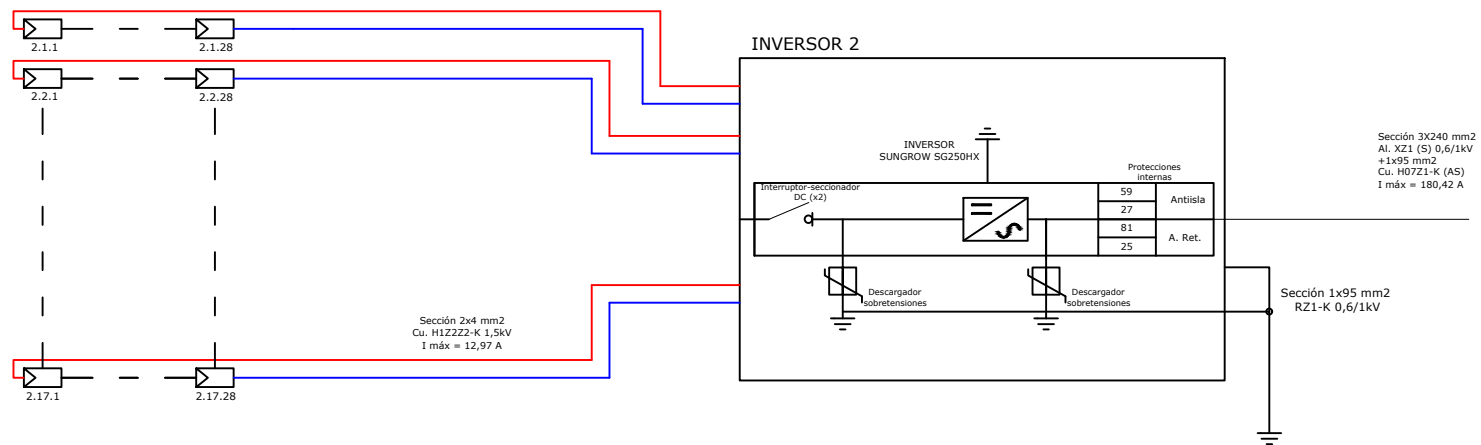 2.1.1
2.1.28
2.2.1
2.2.28
2.17.1
2.17.28
Sección 2x4 mm2
Cu. H1Z2Z2-K 1,5kV
I máx = 12,97 A
INVERSOR 2
INVERSOR
SUNGROW SG250HX
Interruptor-seccionador
DC (x2)
Protecciones
internas
59
27
81
25
Antiisla
A. Ret.
Descargador
sobretensiones
Descargador
sobretensiones
Sección 3X240 mm2
Al. XZ1 (S) 0,6/1kV
+1x95 mm2
Cu. H07Z1-K (AS)
I máx = 180,42 A
Sección 1x95 mm2
RZ1-K 0,6/1kV